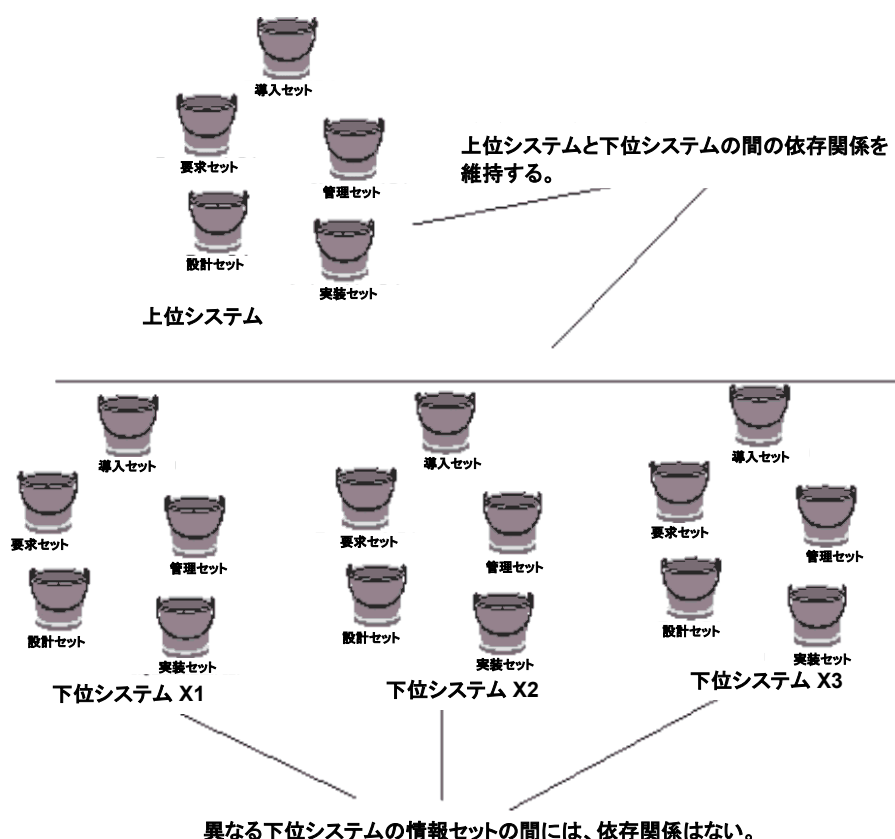 導入セット
要求セット
管理セット
設計セット
実装セット
上位システム
上位システムと下位システムの間の依存関係を
維持する。
導入セット
要求セット
管理セット
設計セット
実装セット
下位システム X1
導入セット
要求セット
管理セット
設計セット
実装セット
下位システム X2
導入セット
要求セット
管理セット
設計セット
実装セット
下位システム X3
異なる下位システムの情報セットの間には、依存関係はない。